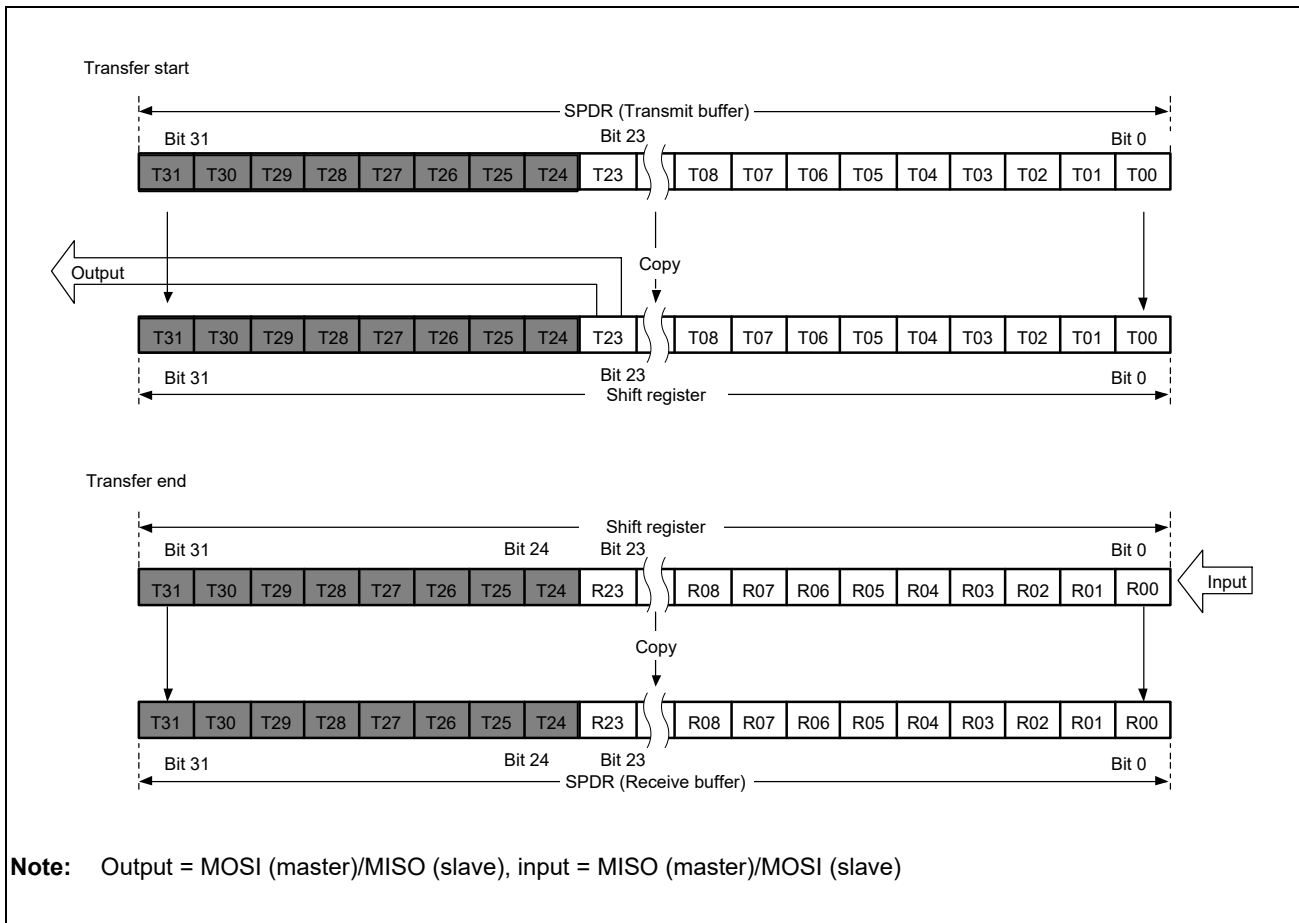 Transfer start
SPDR (Transmit buffer)
Bit 31 Bit 23 Bit 0
T31 T30 T29 T28 T27 T26 T25 T24 T23 T08 T07 T06 T05 T04 T03 T02 T01 T00
Output Copy
T31 T30 T29 T28 T27 T26 T25 T24 T23 T08 T07 T06 T05 T04 T03 T02 T01 T00
Bit 31 Bit 23 Bit 0
Shift register
Transfer end
Shift register
Bit 31 Bit 24 Bit 23 Bit 0
T31 T30 T29 T28 T27 T26 T25 T24 R23 R08 R07 R06 R05 R04 R03 R02 R01 R00 Input
Copy
T31 T30 T29 T28 T27 T26 T25 T24 R23 R08 R07 R06 R05 R04 R03 R02 R01 R00
Bit 31 Bit 24 Bit 23 Bit 0
SPDR (Receive buffer)
Note: Output = MOSI (master)/MISO (slave), input = MISO (master)/MOSI (slave)